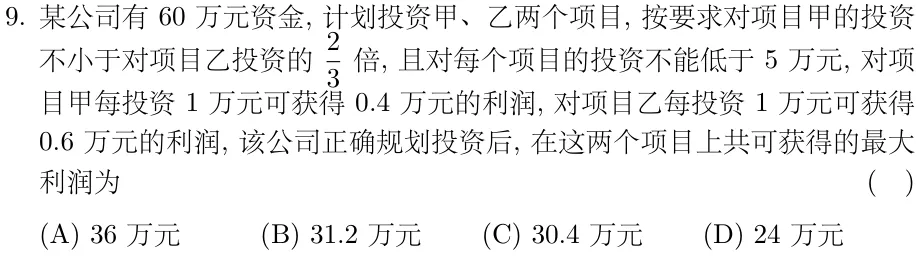 9. 某公司有 60 万元资金, 计划投资甲、乙两个项目, 按要求对项目甲的投资
不小于对项目乙投资的 2/3 倍, 且对每个项目的投资不能低于 5 万元, 对项
目甲每投资 1 万元可获得 0.4 万元的利润, 对项目乙每投资 1 万元可获得
0.6 万元的利润, 该公司正确规划投资后, 在这两个项目上共可获得的最大
利润为 ( )
(A) 36 万元 (B) 31.2 万元 (C) 30.4 万元 (D) 24 万元